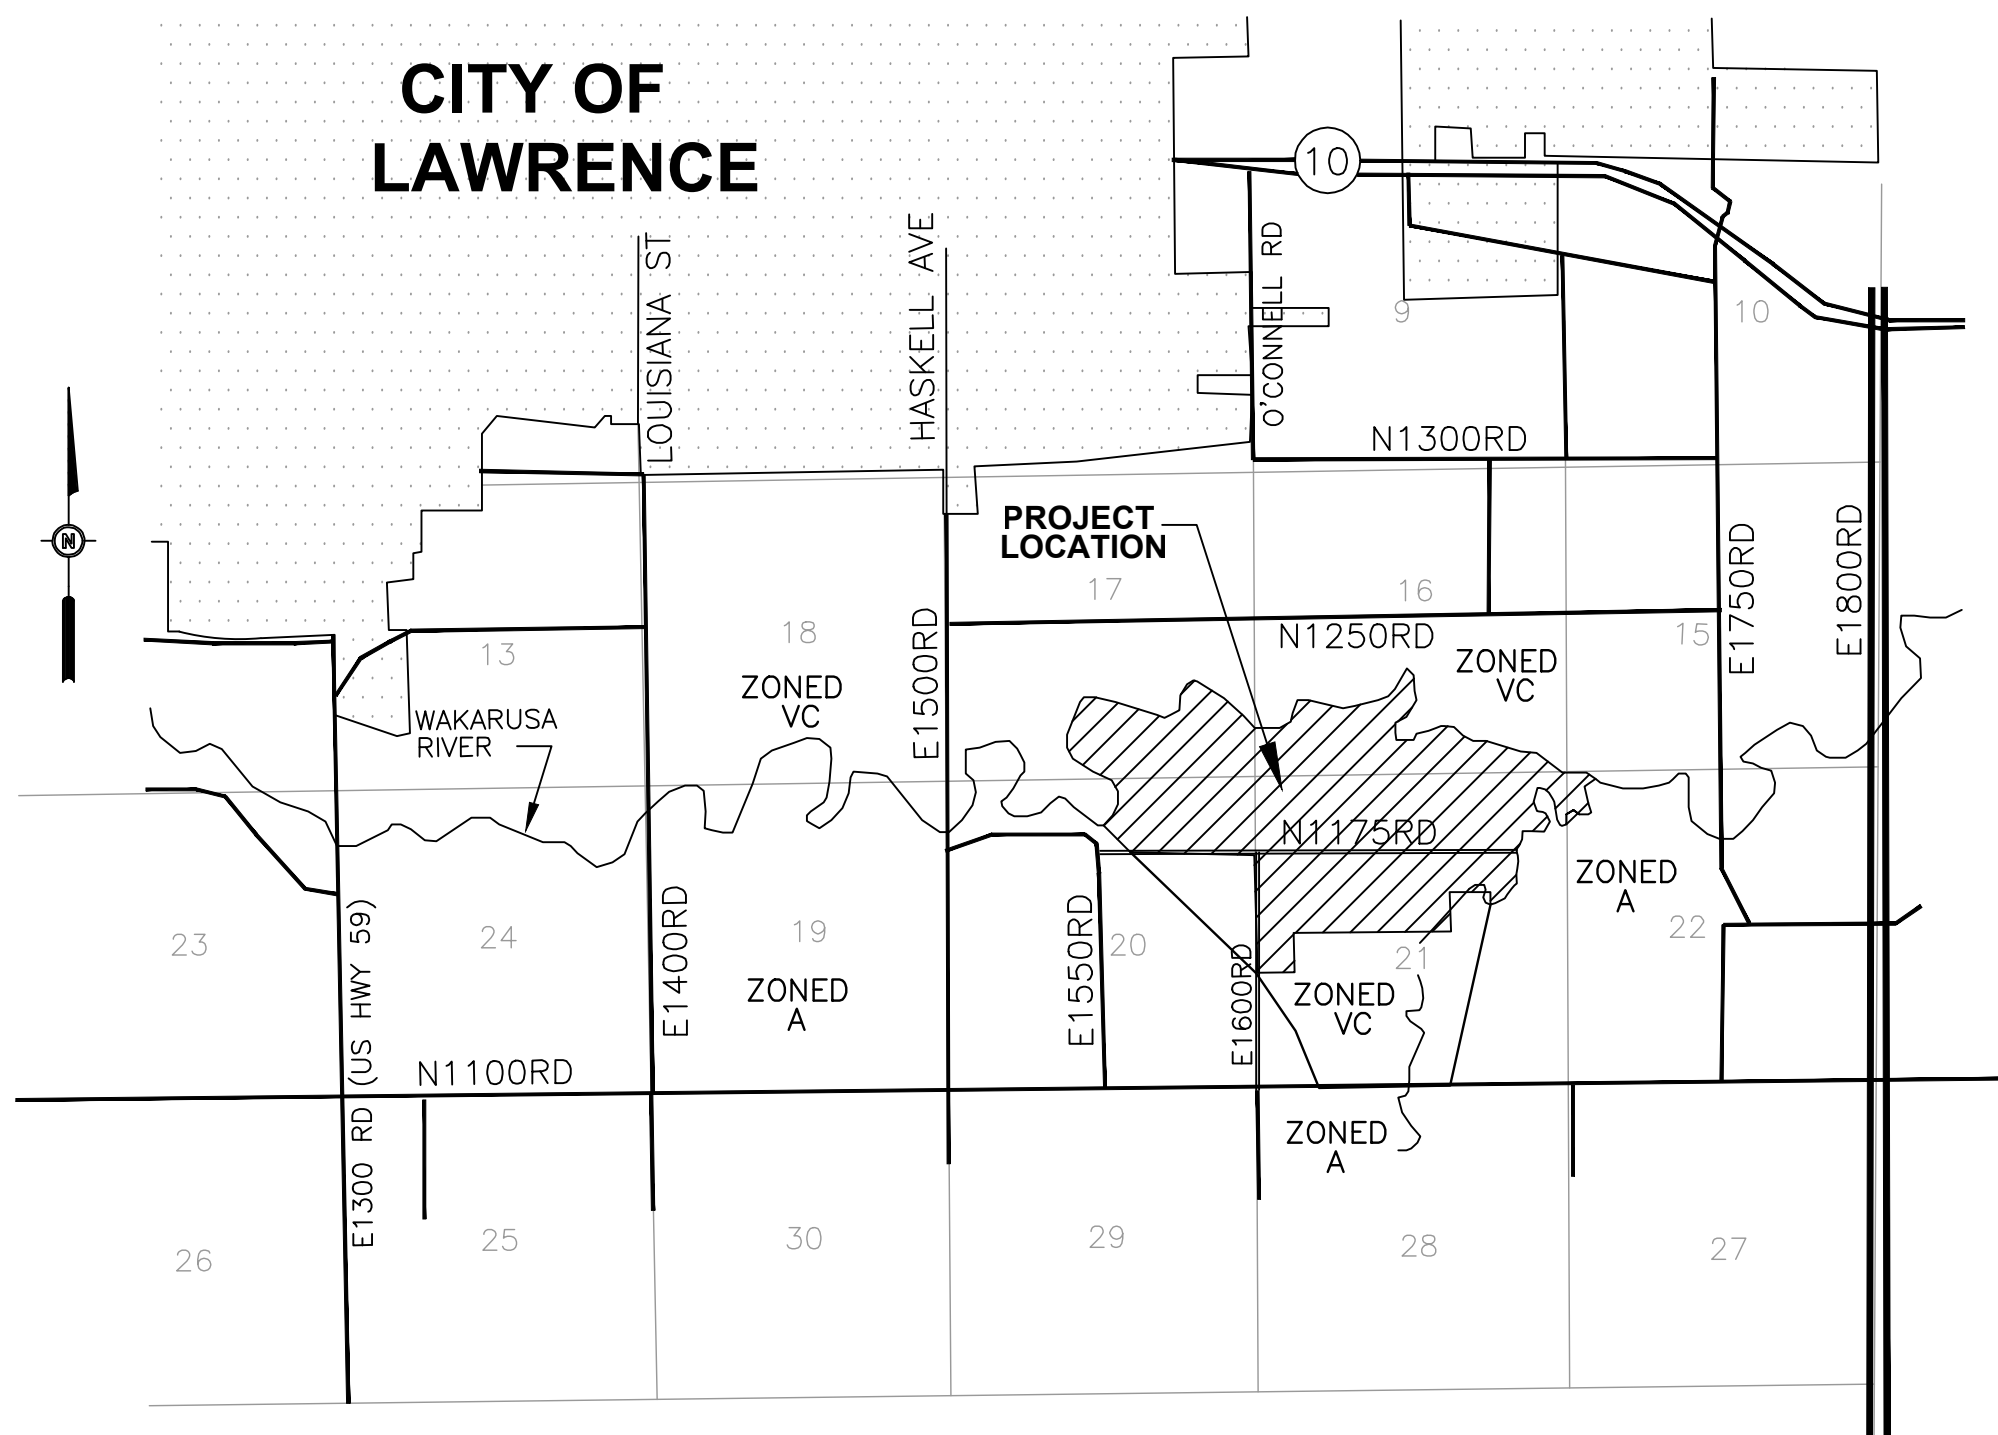 CITY OF
LAWRENCE
10
LOUISIANA ST
HASKELL AVE
O'CONNELL RD
9
10
N1300RD
PROJECT
LOCATION
N
17
16
15
E1750RD
E1800RD
N1250RD
13
18
ZONED
VC
E1500RD
ZONED
VC
WAKARUSA
RIVER
N1175RD
ZONED
A
23
24
19
20
21
22
(US HWY 59)
E1400RD
E1550RD
E1600RD
ZONED
A
ZONED
VC
N1100RD
E1300 RD
ZONED
A
26
25
30
29
28
27